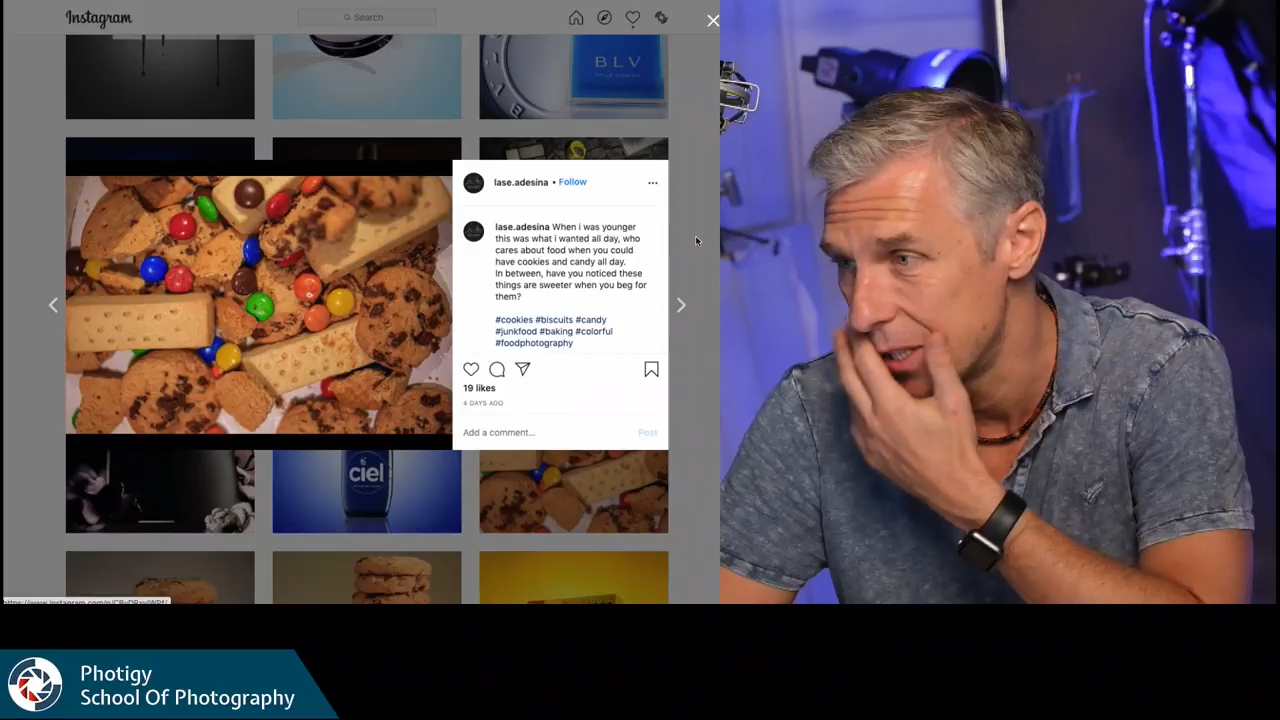 Instagram
Search
BLV
lase.adesina • Follow
lase.adesina When i was younger
this was what i wanted all day, who
cares about food when you could
have cookies and candy all day.
In between, have you noticed these
things are sweeter when you beg for
them?
#cookies #biscuits #candy
#junkfood #baking #colorful
#foodphotography
19 likes
4 DAYS AGO
Add a comment...
Post
ciel
Photigy
School Of Photography